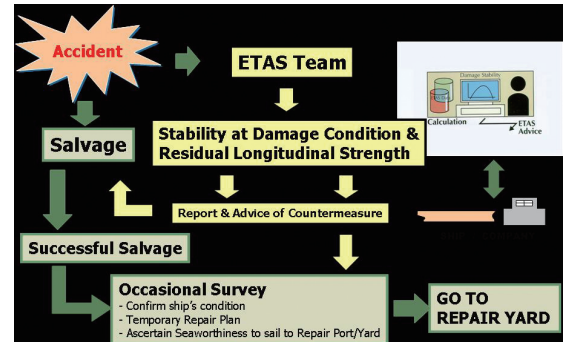 Accident
ETAS Team
Damage Stability
Calculation
ETAS
Advice
Salvage
Stability at Damage Condition &
Residual Longitudinal Strength
Report & Advice of Countermeasure
Successful Salvage
Occasional Survey
- Confirm ship's condition
- Temporary Repair Plan
- Ascertain Seaworthiness to sail to Repair Port/Yard
GO TO
REPAIR YARD